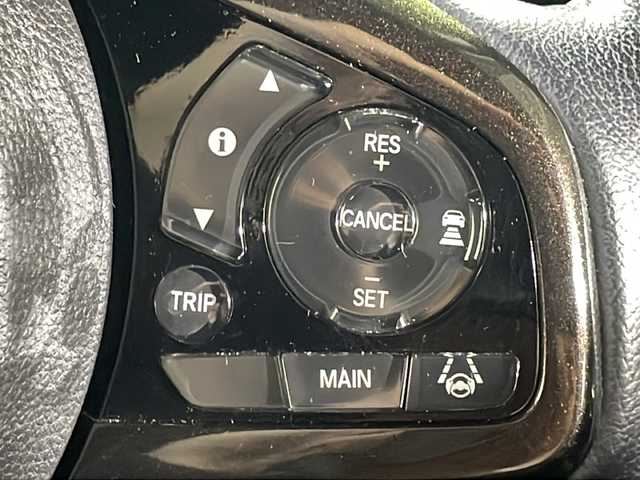 i
RES
+
CANCEL
−
SET
TRIP
MAIN